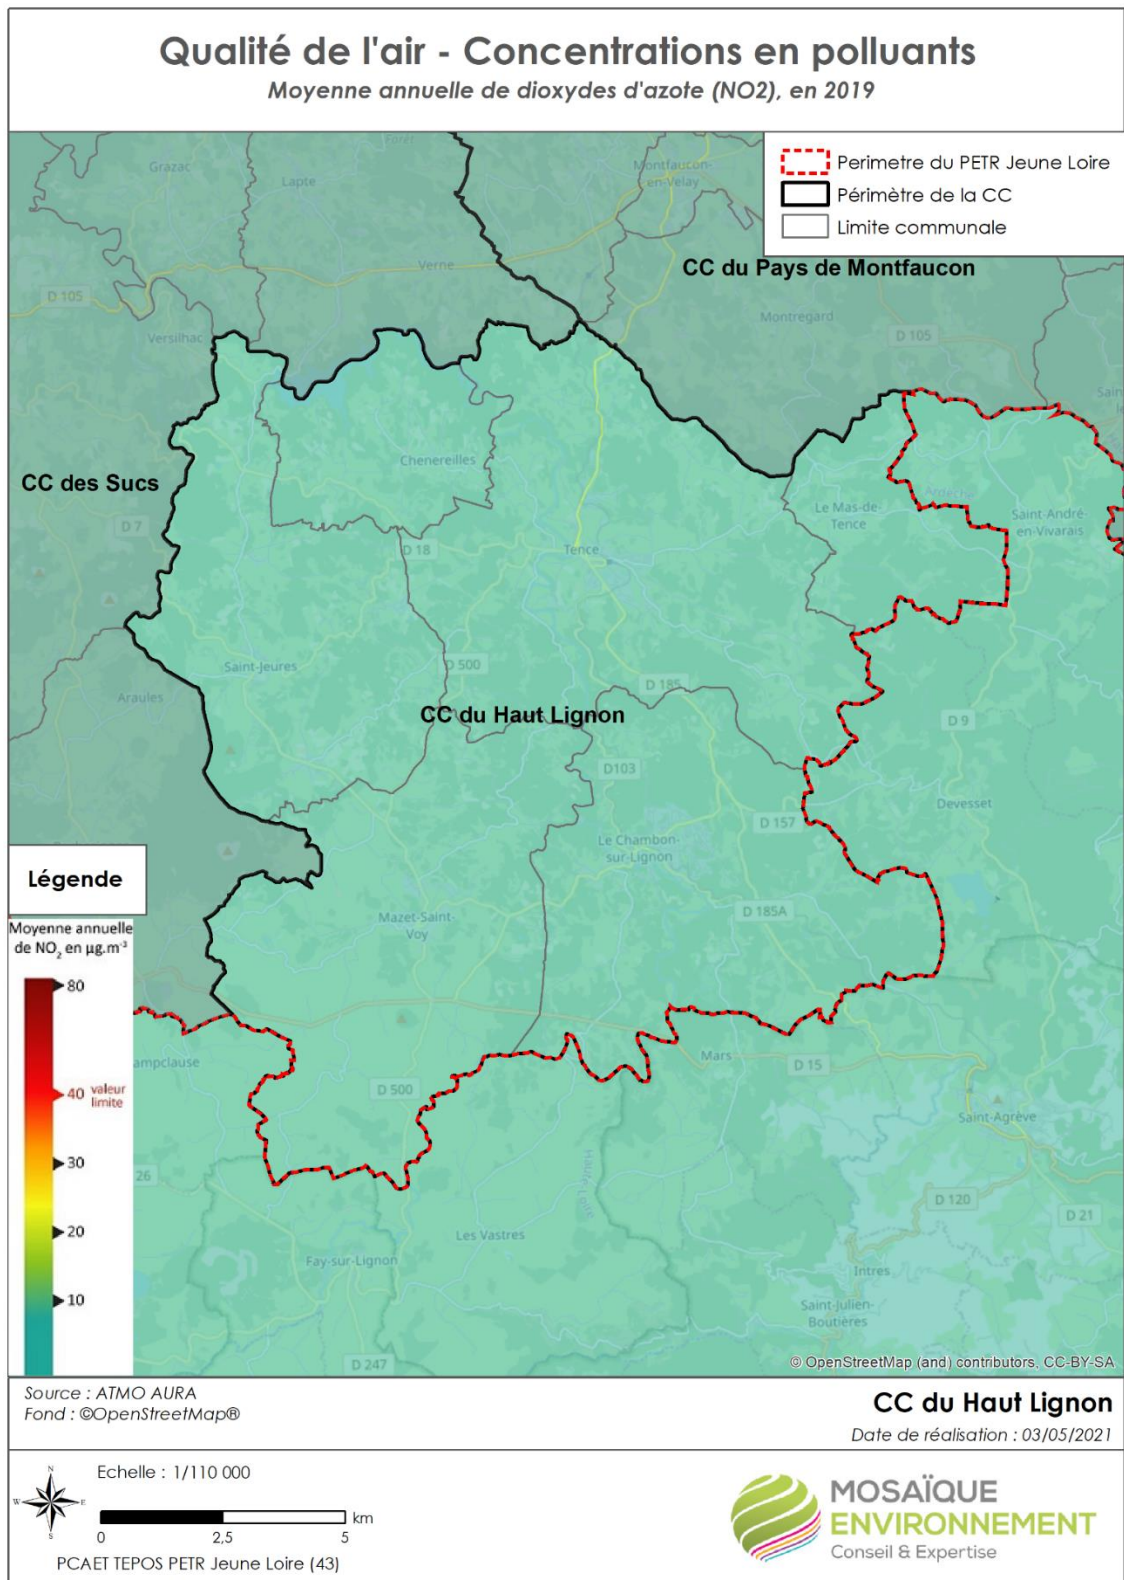 Qualité de l'air - Concentrations en polluants
Moyenne annuelle de dioxydes d'azote (NO2), en 2019
Perimetre du PETR Jeune Loire
Périmètre de la CC
Limite communale
Grazac
Lapte
Montfaucon-
en-Velay
Verne
CC du Pays de Montfaucon
D 105
Montregard
D 105
Versilhac
Chenereilles
CC des Sucs
D 7
Le Mas-de-
Tence
Ardèche
Saint-André-
en-Vivarais
D 18
Tence
Saint-Jeures
D 500
D 185
Araules
CC du Haut Lignon
D 9
D103
Devesset
D 157
Le Chambon-
sur-Lignon
Légende
Moyenne annuelle
de NO2 en µg.m-3
80
40 valeur
limite
30
20
10
Mazet-Saint-
Voy
D 185A
Mars
D 15
ampclause
D 500
Saint-Agrève
26
Haute-Loire
D 120
D 21
Les Vastres
Fay-sur-Lignon
Intres
Saint-Julien-
Boutières
D 247
© OpenStreetMap (and) contributors, CC-BY-SA
Source : ATMO AURA
Fond : ©OpenStreetMap®
CC du Haut Lignon
Date de réalisation : 03/05/2021
N
W
E
S
Echelle : 1/110 000
km
0
2,5
5
PCAET TEPOS PETR Jeune Loire (43)
MOSAÏQUE
ENVIRONNEMENT
Conseil & Expertise